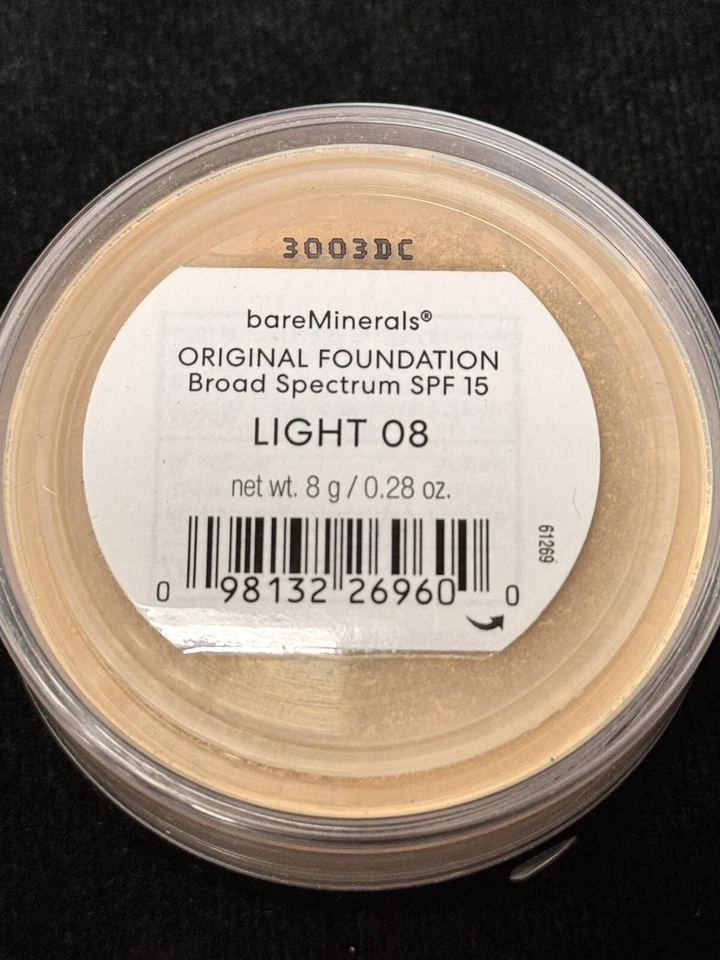 3003DC
bareMinerals®
ORIGINAL FOUNDATION
Broad Spectrum SPF 15
LIGHT 08
net wt. 8 g / 0.28 oz.
61269
0 98132 26960 0